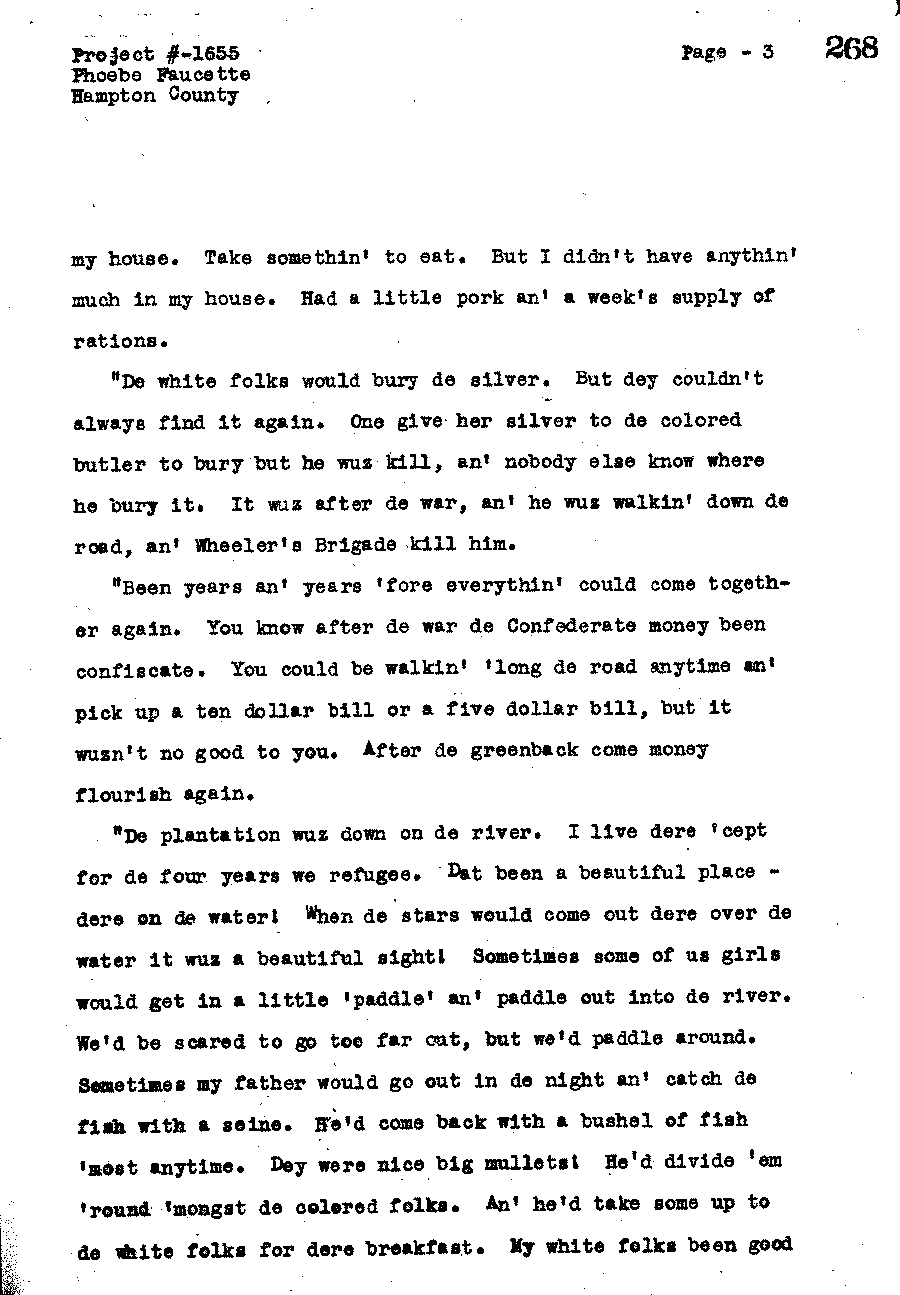 Project #-1655
Page - 3 268
Phoebe Faucette
Hampton County
my house. Take somethin' to eat. But I didn't have anythin'
much in my house. Had a little pork an' a week's supply of
rations.
"De white folks would bury de silver. But dey couldn't
always find it again. One give her silver to de colored
butler to bury but he wuz kill, an' nobody else know where
he bury it. It wuz after de war, an' he wuz walkin' down de
road, an' Wheeler's Brigade kill him.
"Been years an' years 'fore everythin' could come togeth-
er again. You know after de war de Confederate money been
confiscate. You could be walkin' 'long de road anytime an'
pick up a ten dollar bill or a five dollar bill, but it
wuzn't no good to you. After de greenback come money
flourish again.
"De plantation wuz down on de river. I live dere 'cept
for de four years we refugee. Dat been a beautiful place -
dere on de water! When de stars would come out dere over de
water it wuz a beautiful sight! Sometimes some of us girls
would get in a little 'paddle' an' paddle out into de river.
We'd be scared to go too far out, but we'd paddle around.
Sometimes my father would go out in de night an' catch de
fish with a seine. He'd come back with a bushel of fish
'most anytime. Dey were nice big mullets! He'd divide 'em
'round 'mongst de colored folks. An' he'd take some up to
de white folks for dere breakfast. My white folks been good